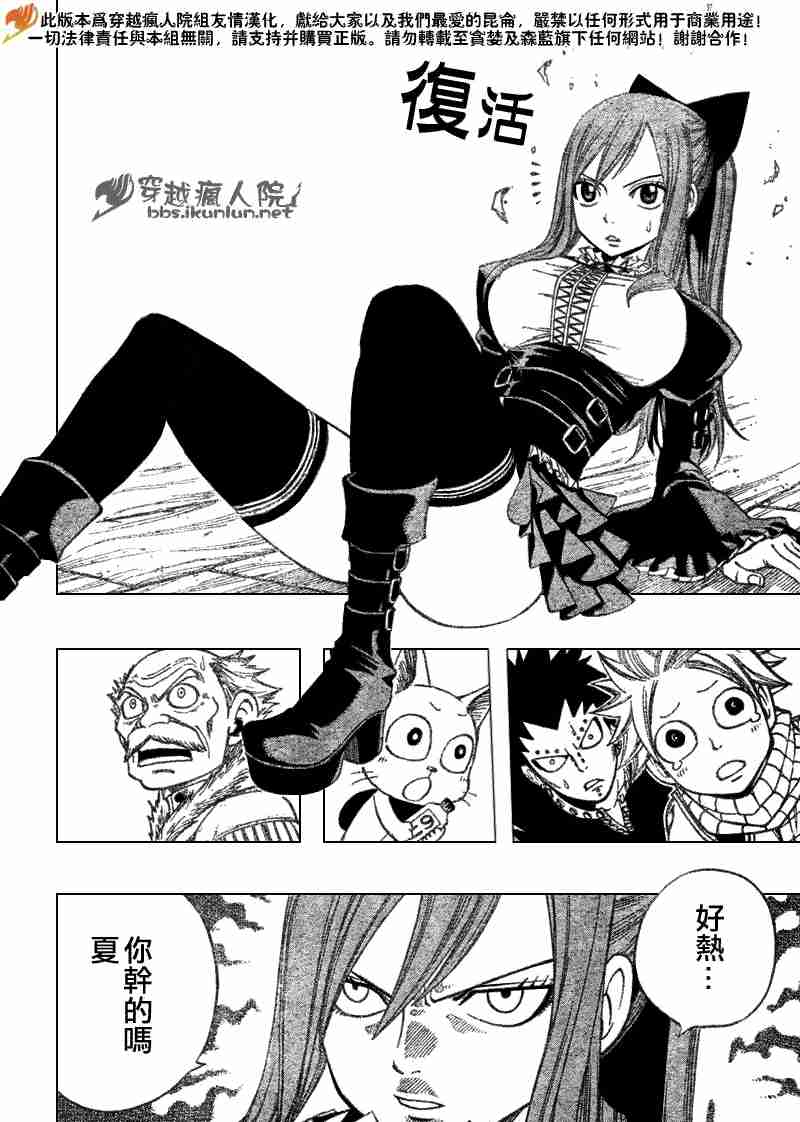 此版本爲穿越瘋人院組友情漢化，獻給大家以及我們最愛的昆侖，嚴禁以任何形式用于商業用途！
一切法律責任與本組無關，請支持并購買正版。請勿轉載至貪婪及森藍旗下任何網站！謝謝合作！
復活
穿越瘋人院
bbs.ikunlun.net
9
好熱…
你幹的嗎
夏